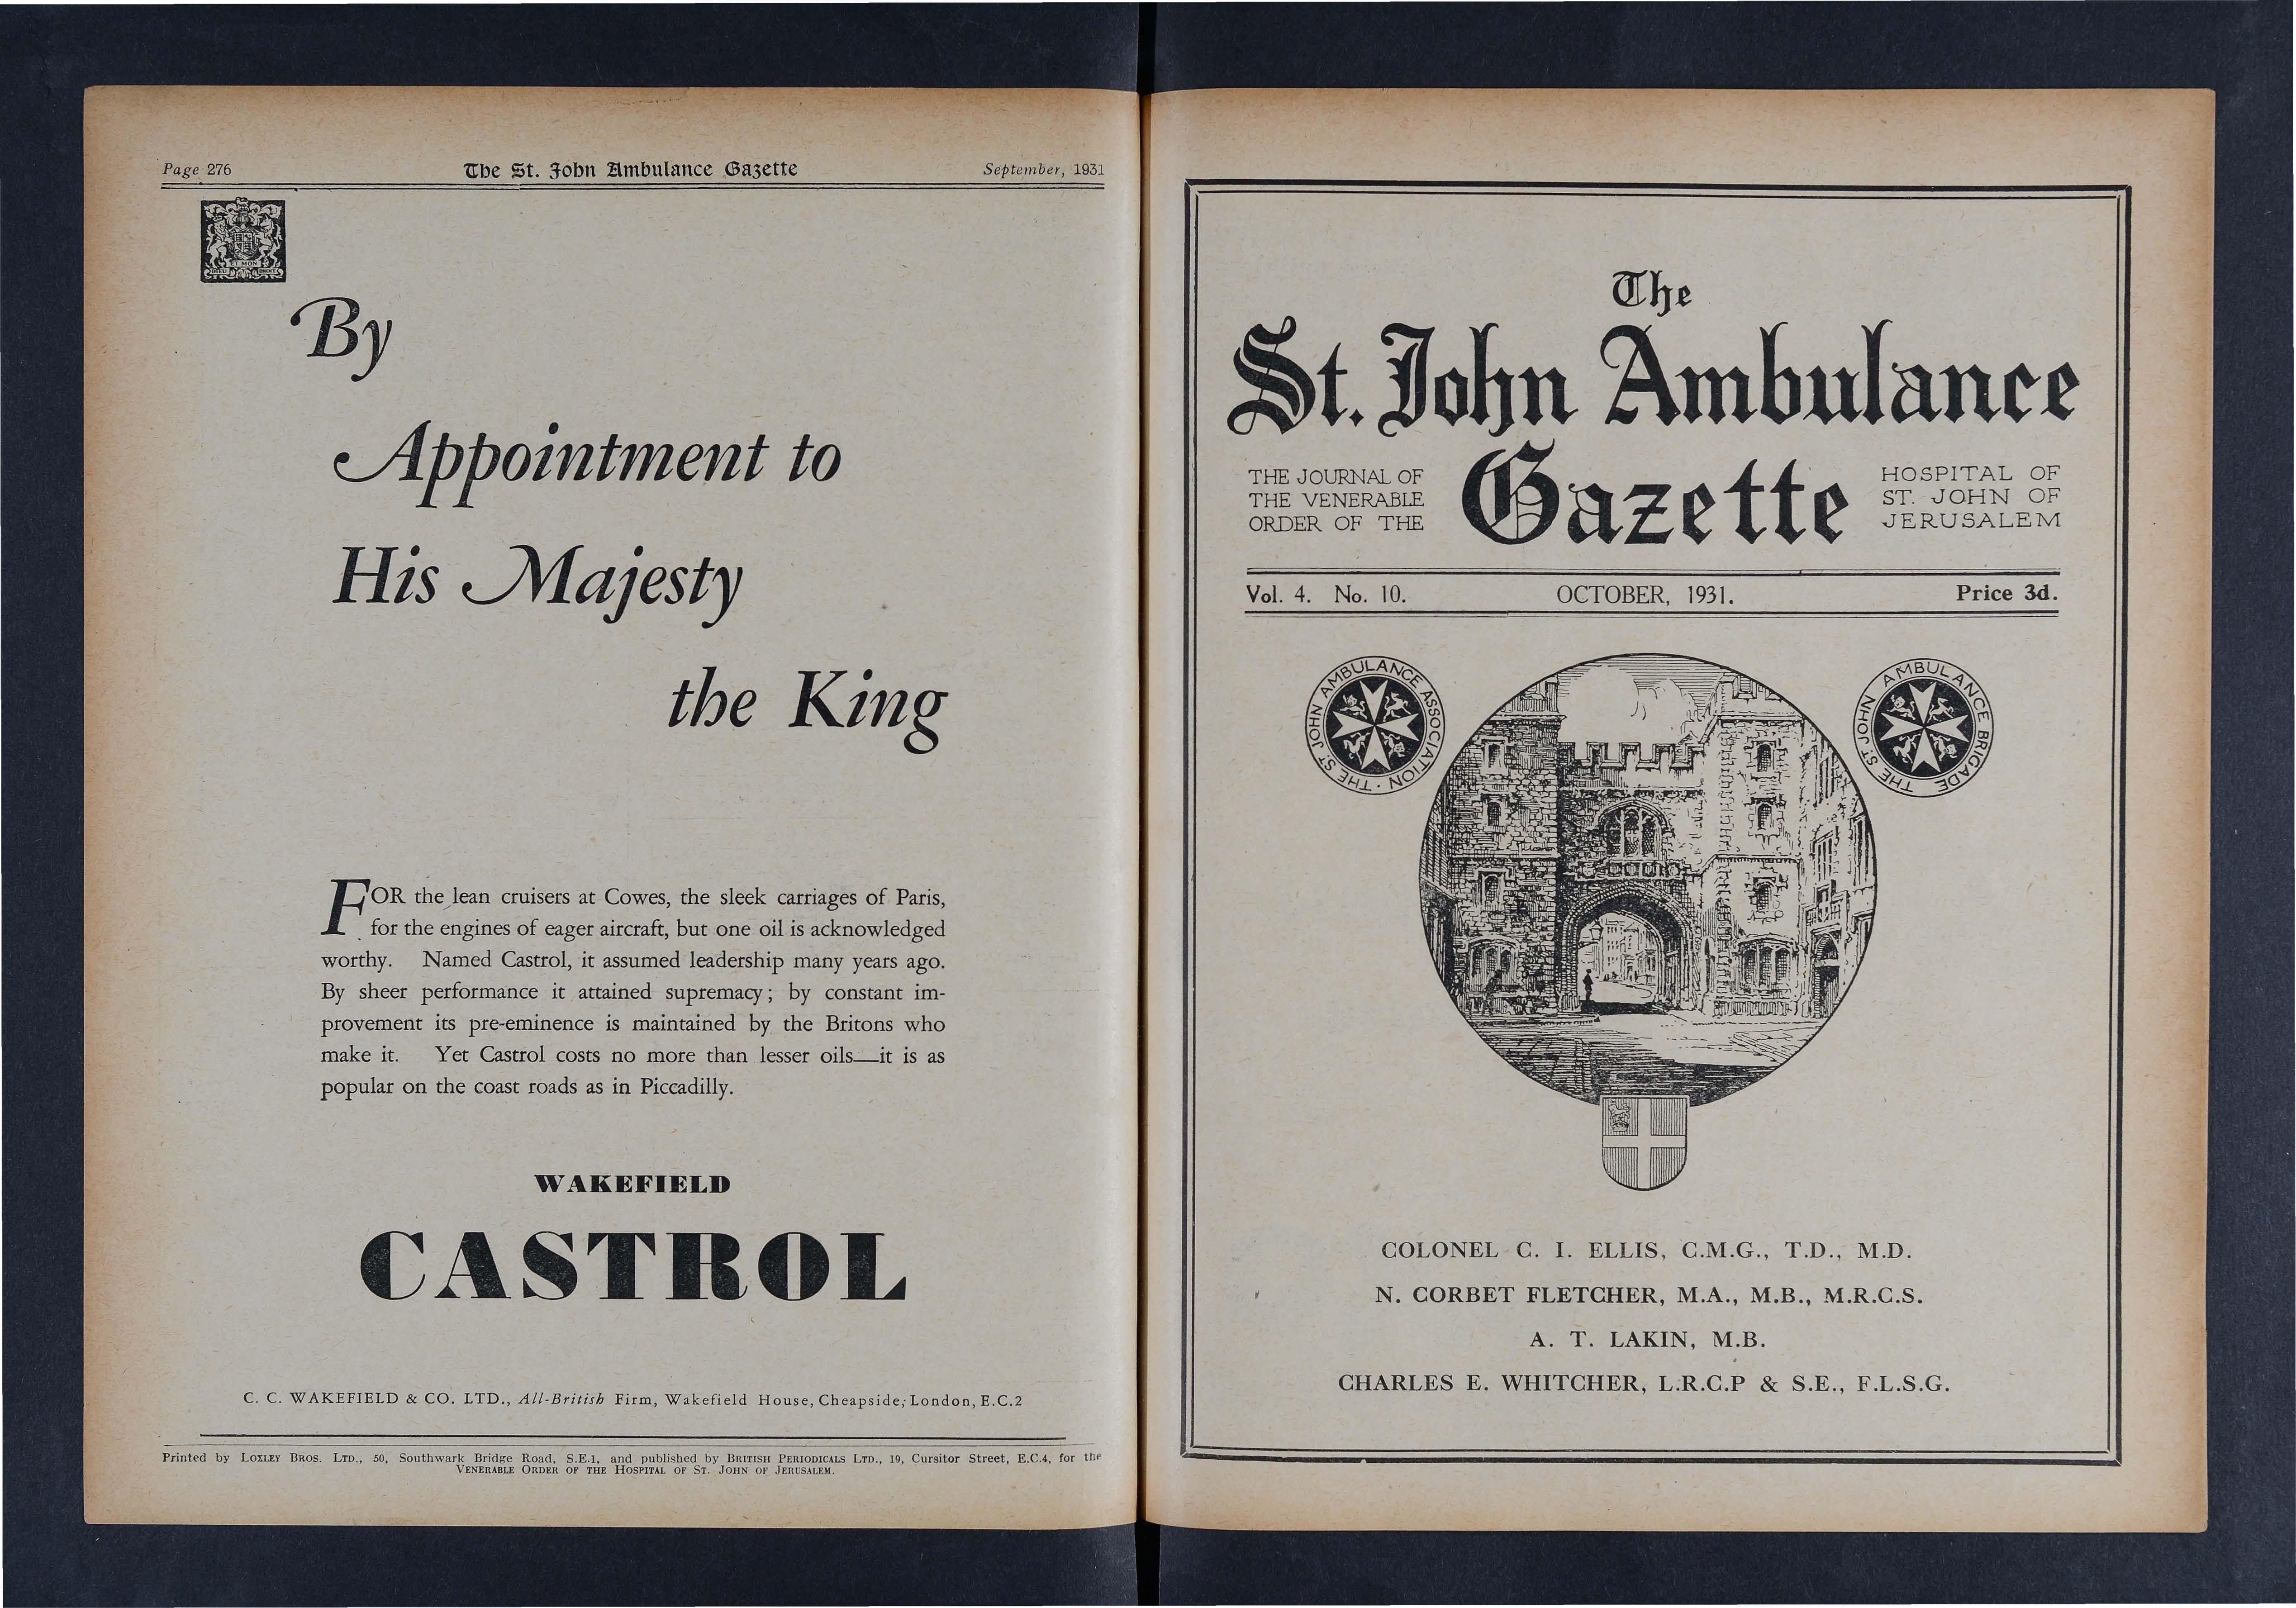 Page 276 The St. John Ambulance Gazette September, 1931
By
Appointment to
His Majesty
the King
FOR the lean cruisers at Cowes, the sleek carriages of Paris,
for the engines of eager aircraft, but one oil is acknowledged
worthy. Named Castrol, it assumed leadership many years ago.
By sheer performance it attained supremacy; by constant im-
provement its pre-eminence is maintained by the Britons who
make it. Yet Castrol costs no more than lesser oils—it is as
popular on the coast roads as in Piccadilly.
WAKEFIELD
CASTROL
C. C. WAKEFIELD & CO. LTD., All-British Firm, Wakefield House, Cheapside, London, E.C.2
Printed by LOXLEY BROS. LTD., 50, Southwark Bridge Road, S.E.1, and published by BRITISH PERIODICALS LTD., 19, Cursitor Street, E.C.4, for the
VENERABLE ORDER OF THE HOSPITAL OF ST. JOHN OF JERUSALEM.
The
St. John Ambulance
Gazette
THE JOURNAL OF
THE VENERABLE
ORDER OF THE
HOSPITAL OF
ST. JOHN OF
JERUSALEM
Vol. 4. No. 10. OCTOBER, 1931. Price 3d.
THE ST JOHN AMBULANCE ASSOCIATION
THE ST JOHN AMBULANCE BRIGADE
COLONEL C. I. ELLIS, C.M.G., T.D., M.D.
N. CORBET FLETCHER, M.A., M.B., M.R.C.S.
A. T. LAKIN, M.B.
CHARLES E. WHITCHER, L.R.C.P & S.E., F.L.S.G.